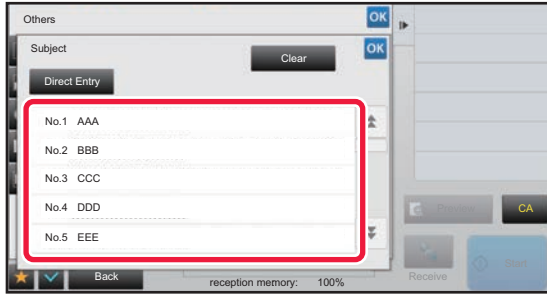 Others
OK
Subject
Clear
OK
Direct Entry
No.1 AAA
No.2 BBB
No.3 CCC
No.4 DDD
No.5 EEE
CA
Back
reception memory: 100%
Receive
Start